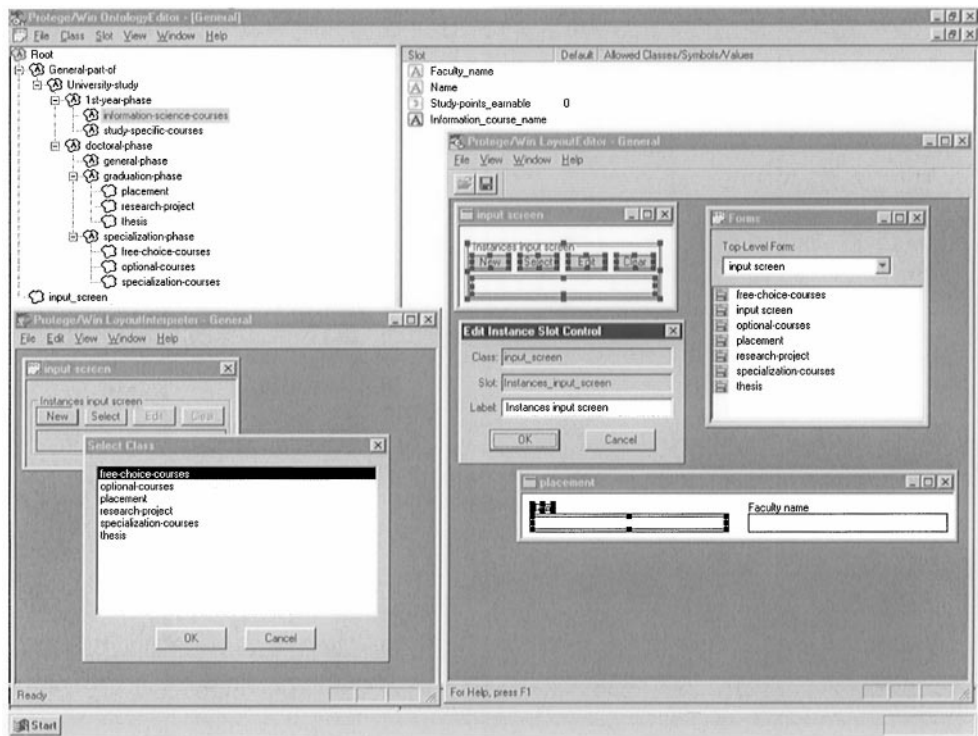 Protege/Win OntologyEditor - [General]
File Class Slot View Window Help
Root
General-part-of
University-study
1st-year-phase
information-science-courses
study-specific-courses
doctoral-phase
general-phase
graduation-phase
placement
research-project
thesis
specialization-phase
free-choice-courses
optional-courses
specialization-courses
input_screen
Slot Default Allowed Classes/Symbols/Values
Faculty_name
Name
Study-points_earnable 0
Information_course_name
Protege/Win LayoutEditor - General
File View Window Help
input screen
Instances input screen
New Select Edit Clear
Forms
Top-Level Form:
input screen
free-choice-courses
input screen
optional-courses
placement
research-project
specialization-courses
thesis
Edit Instance Slot Control
Class: input_screen
Slot: Instances_input_screen
Label: Instances input screen
OK Cancel
placement
Faculty name
For Help, press F1
Protege/Win LayoutInterpreter - General
File Edit View Window Help
input screen
Instances input screen
New Select Edit Clear
Select Class
free-choice-courses
optional-courses
placement
research-project
specialization-courses
thesis
OK Cancel
Ready
Start